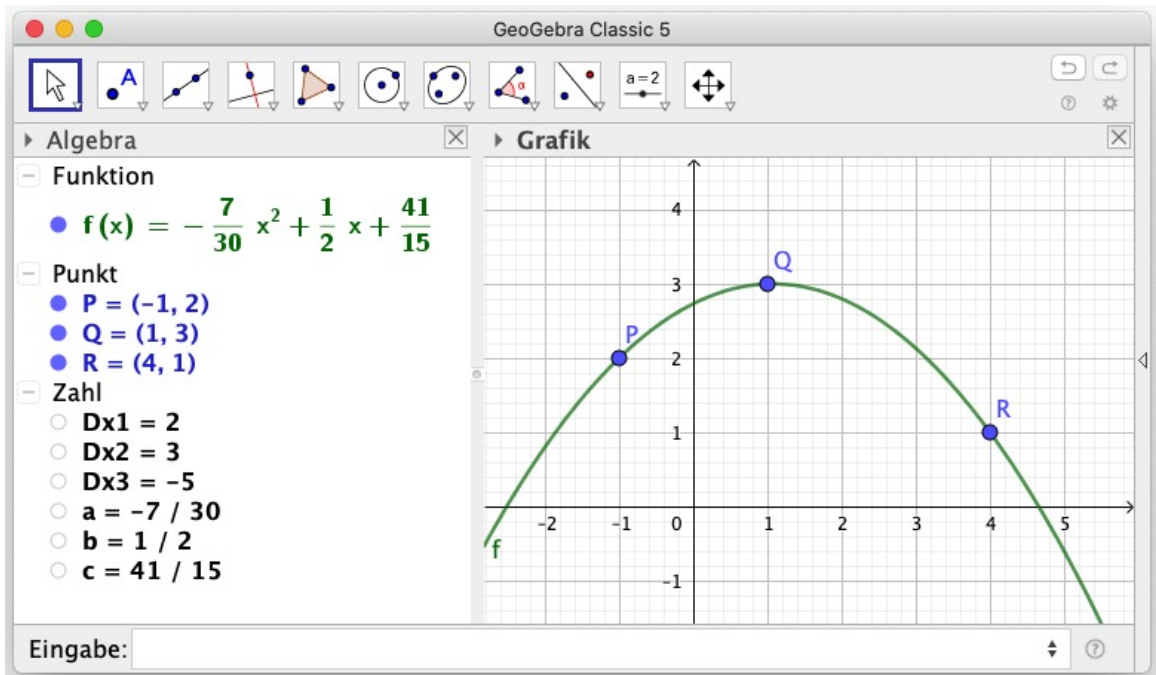 GeoGebra Classic 5
A
α
a=2
Algebra
Grafik
Funktion
f (x) = − 7/30 x² + 1/2 x + 41/15
Punkt
P = (−1, 2)
Q = (1, 3)
R = (4, 1)
Zahl
Dx1 = 2
Dx2 = 3
Dx3 = −5
a = −7 / 30
b = 1 / 2
c = 41 / 15
4
Q
3
P
2
R
1
-2 -1 0 1 2 3 4 5
f
-1
Eingabe: